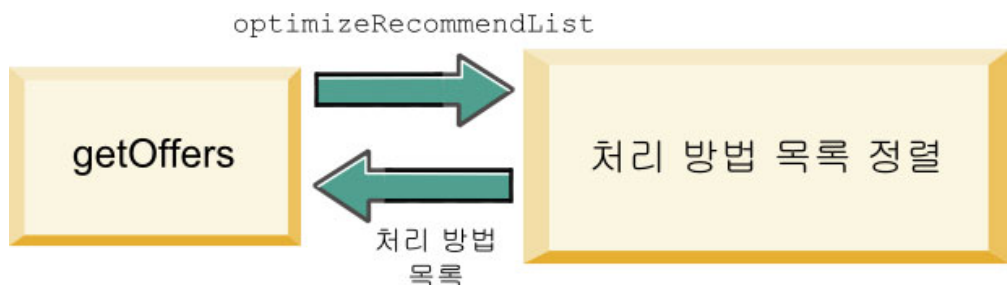 optimizeRecommendList
getOffers
처리 방법 목록 정렬
처리 방법
목록